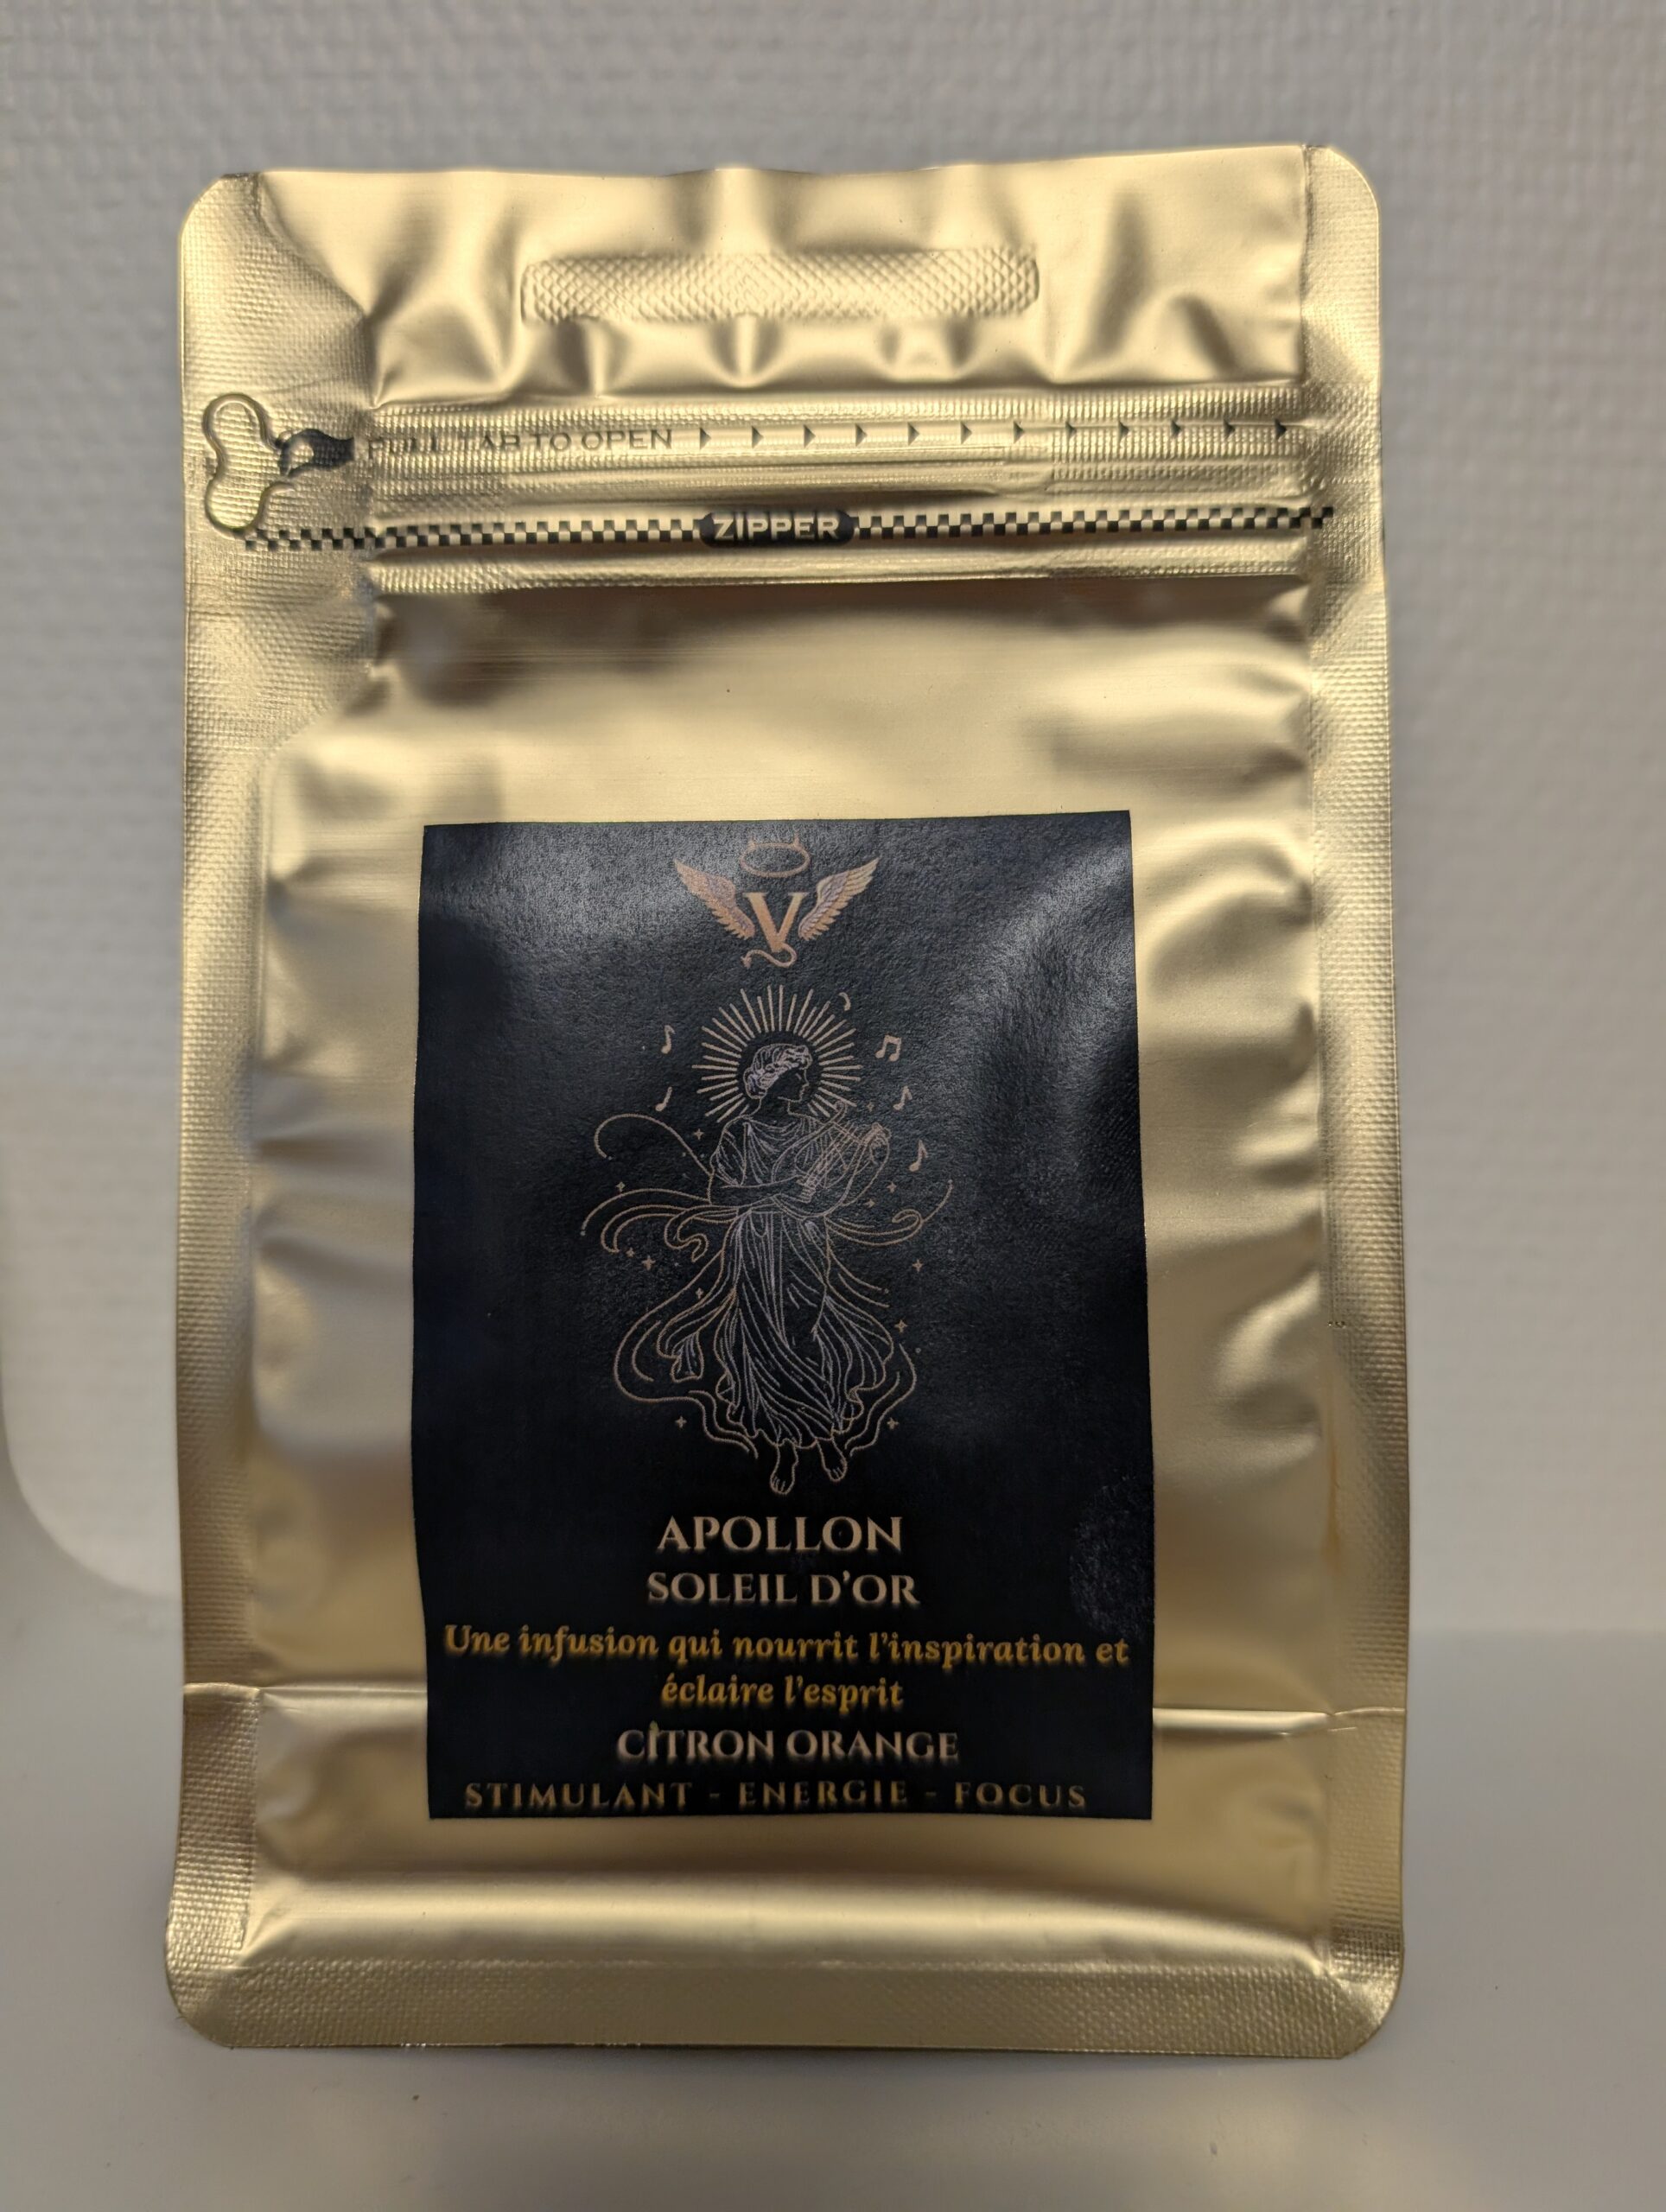 PULL TAB TO OPEN
ZIPPER
V
APOLLON
SOLEIL D'OR
Une infusion qui nourrit l'inspiration et
éclaire l'esprit
CITRON ORANGE
STIMULANT - ENERGIE - FOCUS